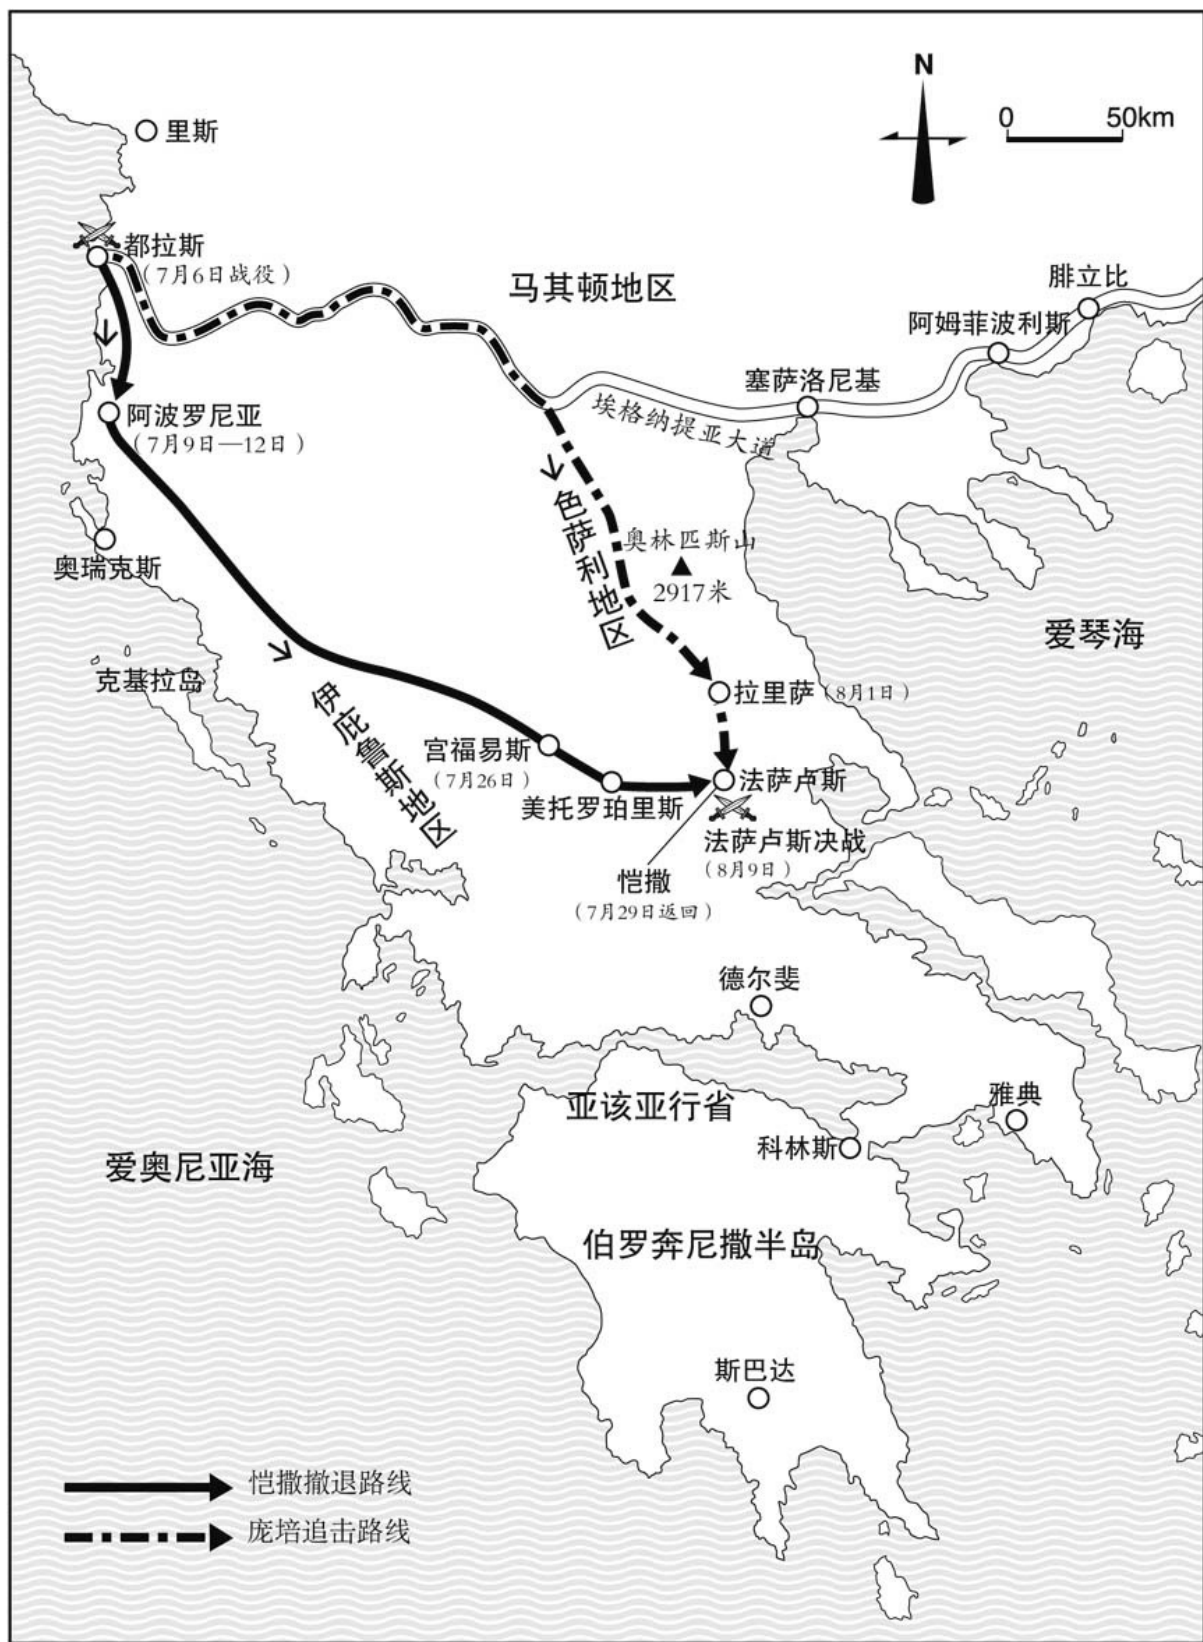 N
0 50km
里斯
都拉斯
（7月6日战役）
马其顿地区
腓立比
阿姆菲波利斯
塞萨洛尼基
埃格纳提亚大道
阿波罗尼亚
（7月9日—12日）
色萨利地区
奥林匹斯山
2917米
奥瑞克斯
爱琴海
克基拉岛
伊庇鲁斯地区
拉里萨（8月1日）
宫福易斯
（7月26日）
美托罗珀里斯
法萨卢斯
法萨卢斯决战
（8月9日）
恺撒
（7月29日返回）
德尔斐
亚该亚行省
雅典
科林斯
爱奥尼亚海
伯罗奔尼撒半岛
斯巴达
恺撒撤退路线
庞培追击路线